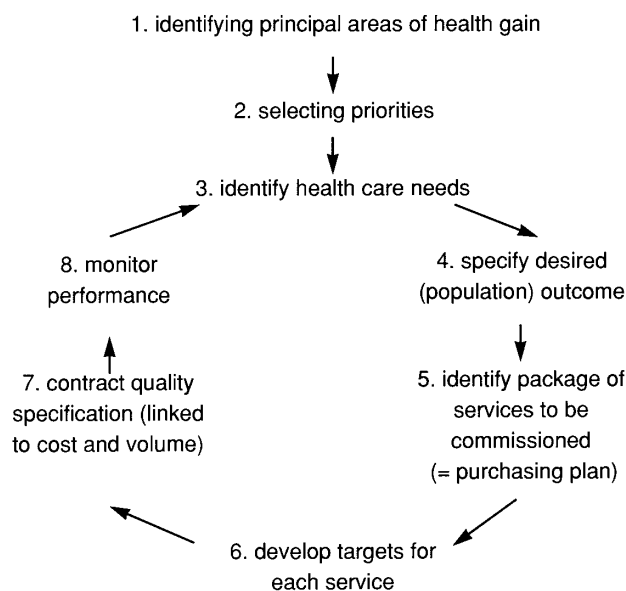 1. identifying principal areas of health gain
2. selecting priorities
3. identify health care needs
4. specify desired
(population) outcome
5. identify package of
services to be
commissioned
(= purchasing plan)
6. develop targets for
each service
7. contract quality
specification (linked
to cost and volume)
8. monitor
performance